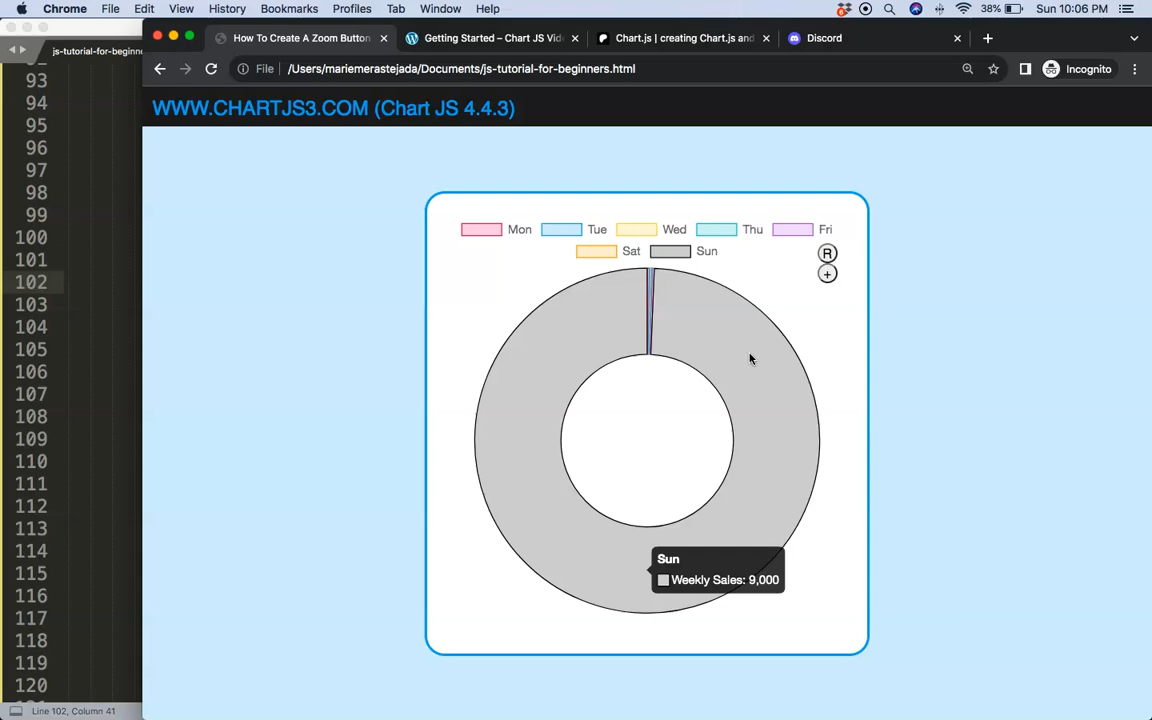 Chrome File Edit View History Bookmarks Profiles Tab Window Help 38% Sun 10:06 PM
js-tutorial-for-beginne
How To Create A Zoom Button
Getting Started – Chart JS Vid
Chart.js | creating Chart.js and
Discord
File /Users/mariemerastejada/Documents/js-tutorial-for-beginners.html
Incognito
WWW.CHARTJS3.COM (Chart JS 4.4.3)
93
94
95
96
97
98
99
100
101
102
103
104
105
106
107
108
109
110
111
112
113
114
115
116
117
118
119
120
Mon Tue Wed Thu Fri
Sat Sun
R
+
Sun
Weekly Sales: 9,000
Line 102, Column 41